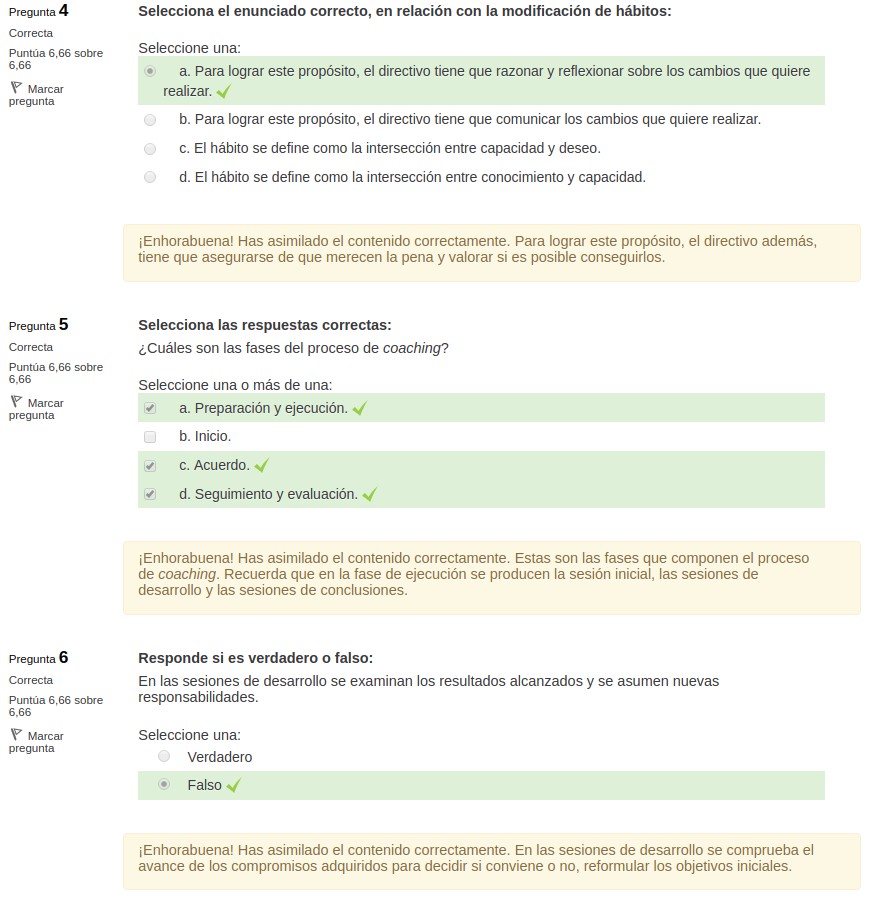 Pregunta 4
Correcta
Puntúa 6,66 sobre
6,66
Marcar
pregunta
Selecciona el enunciado correcto, en relación con la modificación de hábitos:
Seleccione una:
a. Para lograr este propósito, el directivo tiene que razonar y reflexionar sobre los cambios que quiere
realizar.
b. Para lograr este propósito, el directivo tiene que comunicar los cambios que quiere realizar.
c. El hábito se define como la intersección entre capacidad y deseo.
d. El hábito se define como la intersección entre conocimiento y capacidad.
¡Enhorabuena! Has asimilado el contenido correctamente. Para lograr este propósito, el directivo además,
tiene que asegurarse de que merecen la pena y valorar si es posible conseguirlos.
Pregunta 5
Correcta
Puntúa 6,66 sobre
6,66
Marcar
pregunta
Selecciona las respuestas correctas:
¿Cuáles son las fases del proceso de coaching?
Seleccione una o más de una:
a. Preparación y ejecución.
b. Inicio.
c. Acuerdo.
d. Seguimiento y evaluación.
¡Enhorabuena! Has asimilado el contenido correctamente. Estas son las fases que componen el proceso
de coaching. Recuerda que en la fase de ejecución se producen la sesión inicial, las sesiones de
desarrollo y las sesiones de conclusiones.
Pregunta 6
Correcta
Puntúa 6,66 sobre
6,66
Marcar
pregunta
Responde si es verdadero o falso:
En las sesiones de desarrollo se examinan los resultados alcanzados y se asumen nuevas
responsabilidades.
Seleccione una:
Verdadero
Falso
¡Enhorabuena! Has asimilado el contenido correctamente. En las sesiones de desarrollo se comprueba el
avance de los compromisos adquiridos para decidir si conviene o no, reformular los objetivos iniciales.